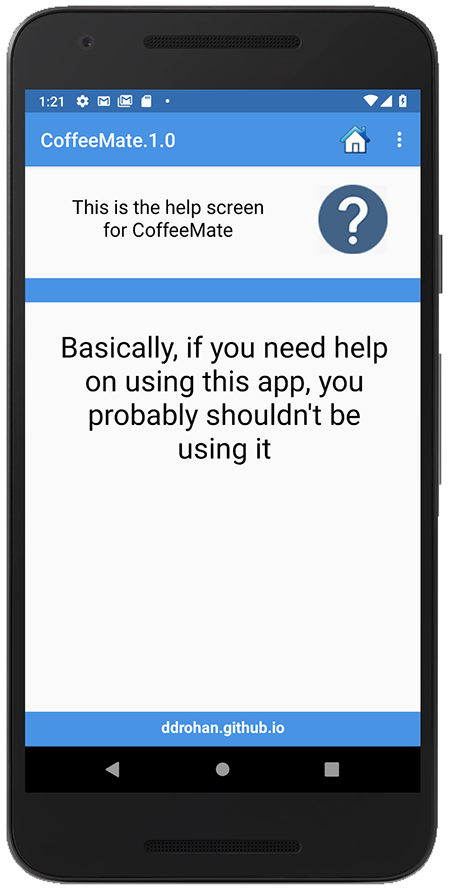 1:21
CoffeeMate.1.0
This is the help screen
for CoffeeMate
?
Basically, if you need help
on using this app, you
probably shouldn't be
using it
ddrohan.github.io